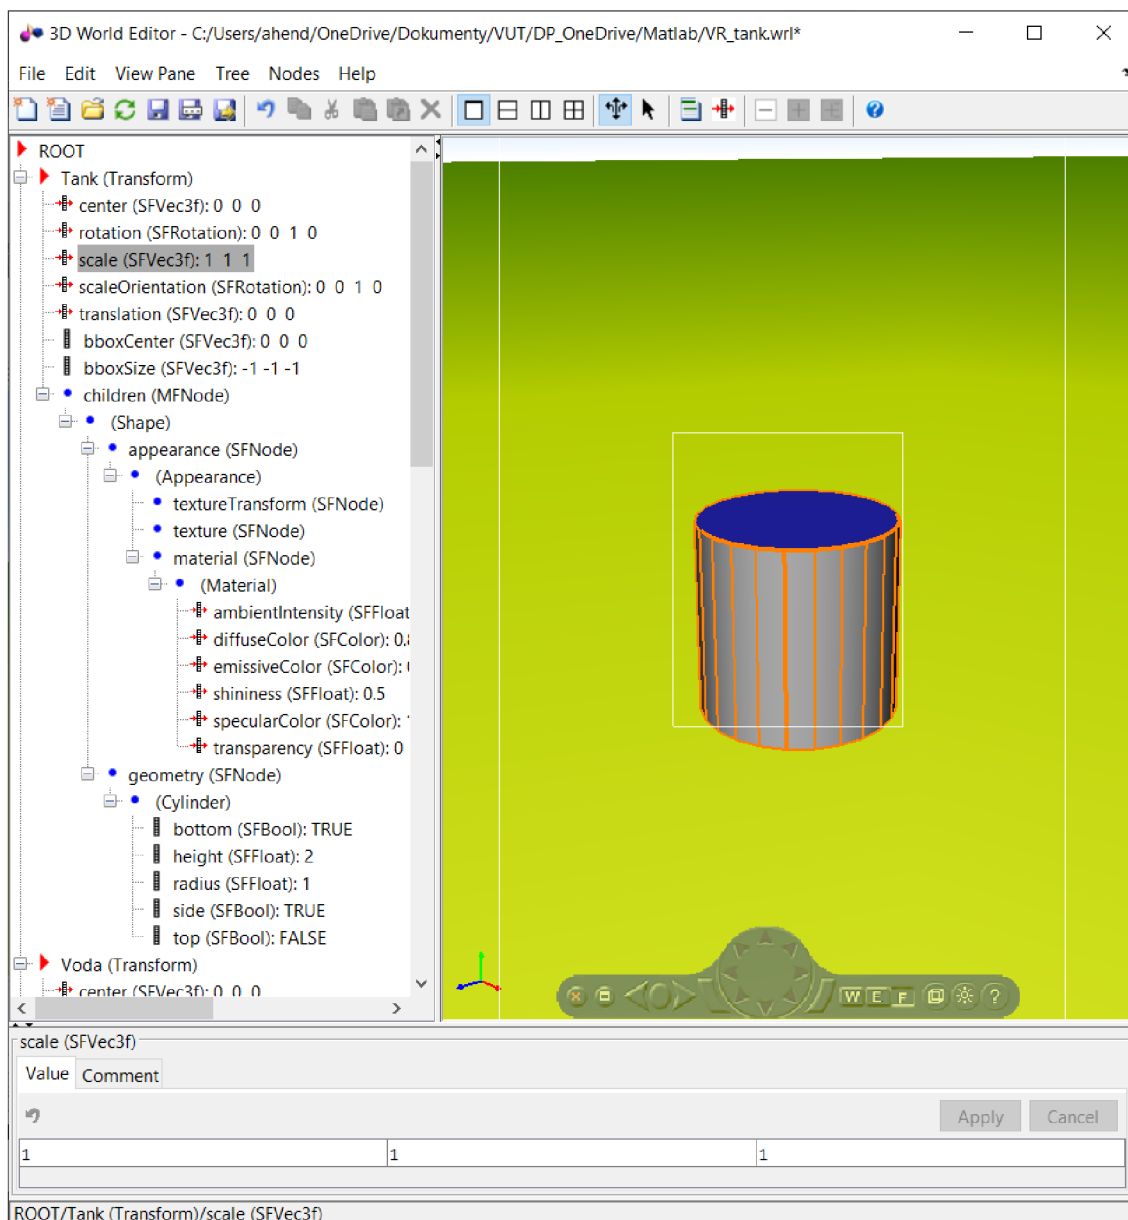 3D World Editor - C:/Users/ahend/OneDrive/Dokumenty/VUT/DP_OneDrive/Matlab/VR_tank.wrl*
File Edit View Pane Tree Nodes Help
ROOT
Tank (Transform)
center (SFVec3f): 0 0 0
rotation (SFRotation): 0 0 1 0
scale (SFVec3f): 1 1 1
scaleOrientation (SFRotation): 0 0 1 0
translation (SFVec3f): 0 0 0
bboxCenter (SFVec3f): 0 0 0
bboxSize (SFVec3f): -1 -1 -1
children (MFNode)
(Shape)
appearance (SFNode)
(Appearance)
textureTransform (SFNode)
texture (SFNode)
material (SFNode)
(Material)
ambientIntensity (SFFloat
diffuseColor (SFColor): 0.
emissiveColor (SFColor):
shininess (SFFloat): 0.5
specularColor (SFColor):
transparency (SFFloat): 0
geometry (SFNode)
(Cylinder)
bottom (SFBool): TRUE
height (SFFloat): 2
radius (SFFloat): 1
side (SFBool): TRUE
top (SFBool): FALSE
Voda (Transform)
center (SFVec3f): 0 0 0
W E F ?
scale (SFVec3f)
Value Comment
Apply Cancel
1 1 1
ROOT/Tank (Transform)/scale (SFVec3f)